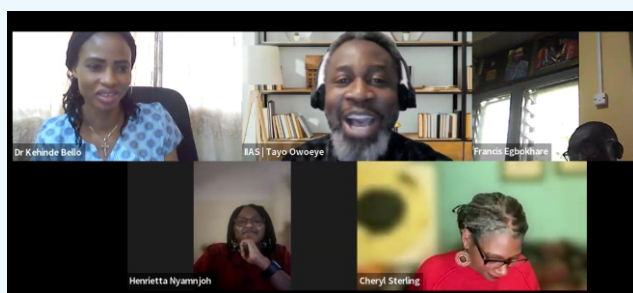 Dr Kehinde Bello
IIAS | Tayo Owoeye
Francis Egbokhare
Henrietta Nyamnjoh
Cheryl Sterling